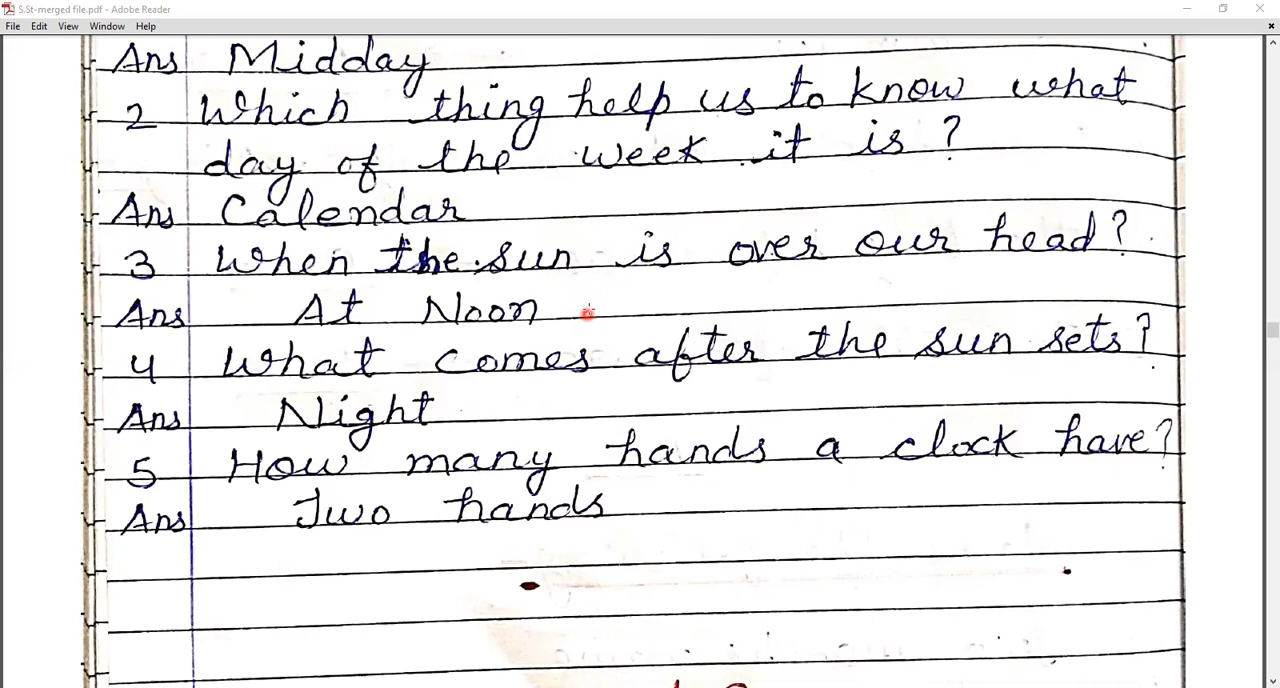 S.St-merged file.pdf - Adobe Reader
File Edit View Window Help
Ans Midday
2 Which thing help us to know what
day of the week it is ?
Ans Calendar
3 When the sun is over our head?
Ans At Noon
4 What comes after the sun sets?
Ans Night
5 How many hands a clock have?
Ans Two hands